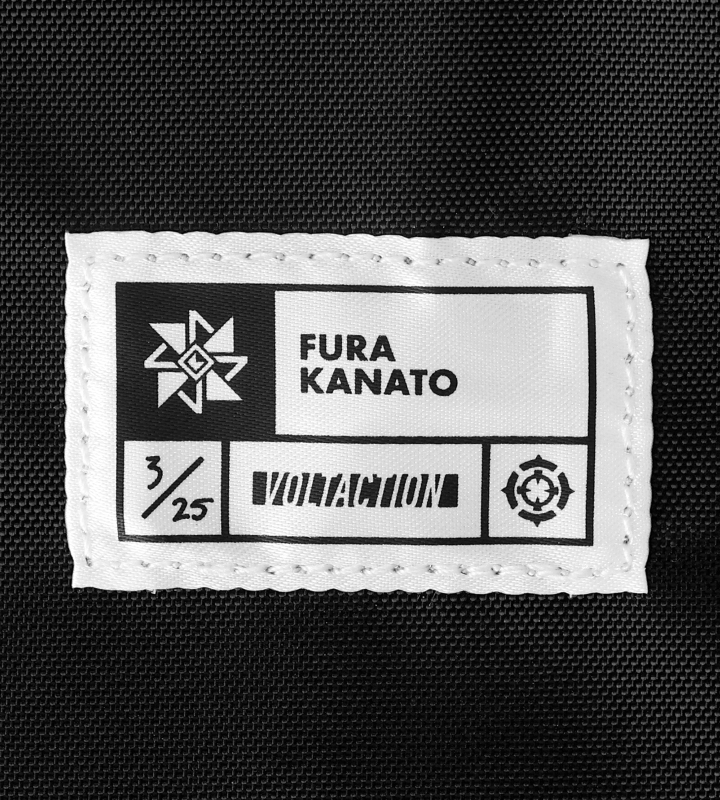 FURA
KANATO
3/25
VOLTACTION